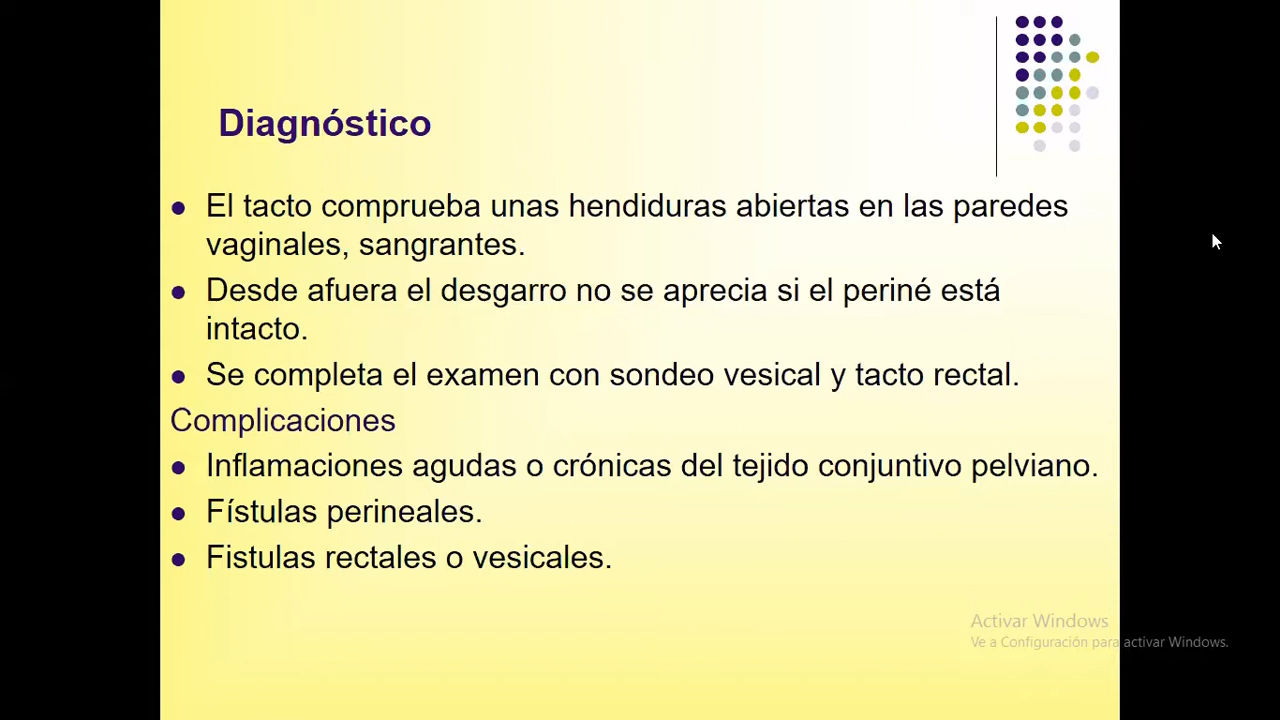 Diagnóstico
El tacto comprueba unas hendiduras abiertas en las paredes
vaginales, sangrantes.
Desde afuera el desgarro no se aprecia si el periné está
intacto.
Se completa el examen con sondeo vesical y tacto rectal.
Complicaciones
Inflamaciones agudas o crónicas del tejido conjuntivo pelviano.
Fístulas perineales.
Fistulas rectales o vesicales.
Activar Windows
Ve a Configuración para activar Windows.